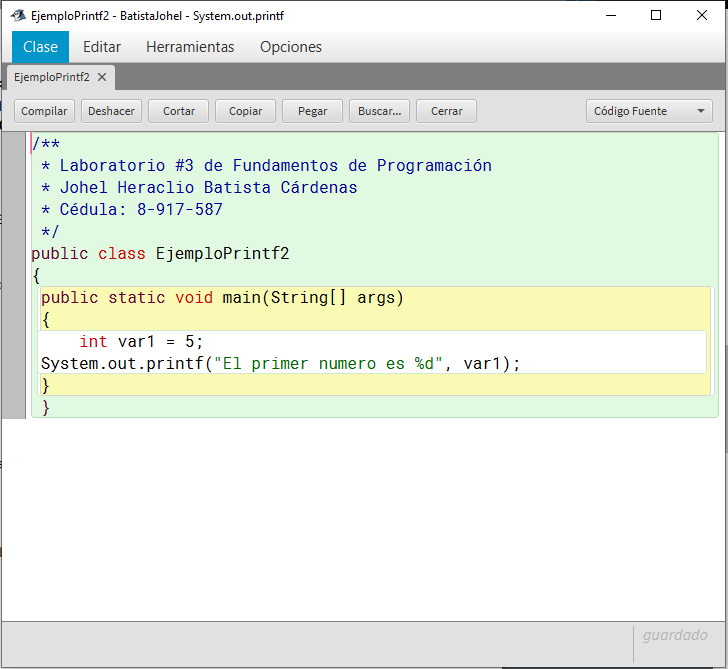 EjemploPrintf2 - BatistaJohel - System.out.printf
Clase Editar Herramientas Opciones
EjemploPrintf2
Compilar Deshacer Cortar Copiar Pegar Buscar... Cerrar Código Fuente
/**
 * Laboratorio #3 de Fundamentos de Programación
 * Johel Heraclio Batista Cárdenas
 * Cédula: 8-917-587
 */
public class EjemploPrintf2
{
 public static void main(String[] args)
 {
     int var1 = 5;
 System.out.printf("El primer numero es %d", var1);
 }
 }
guardado